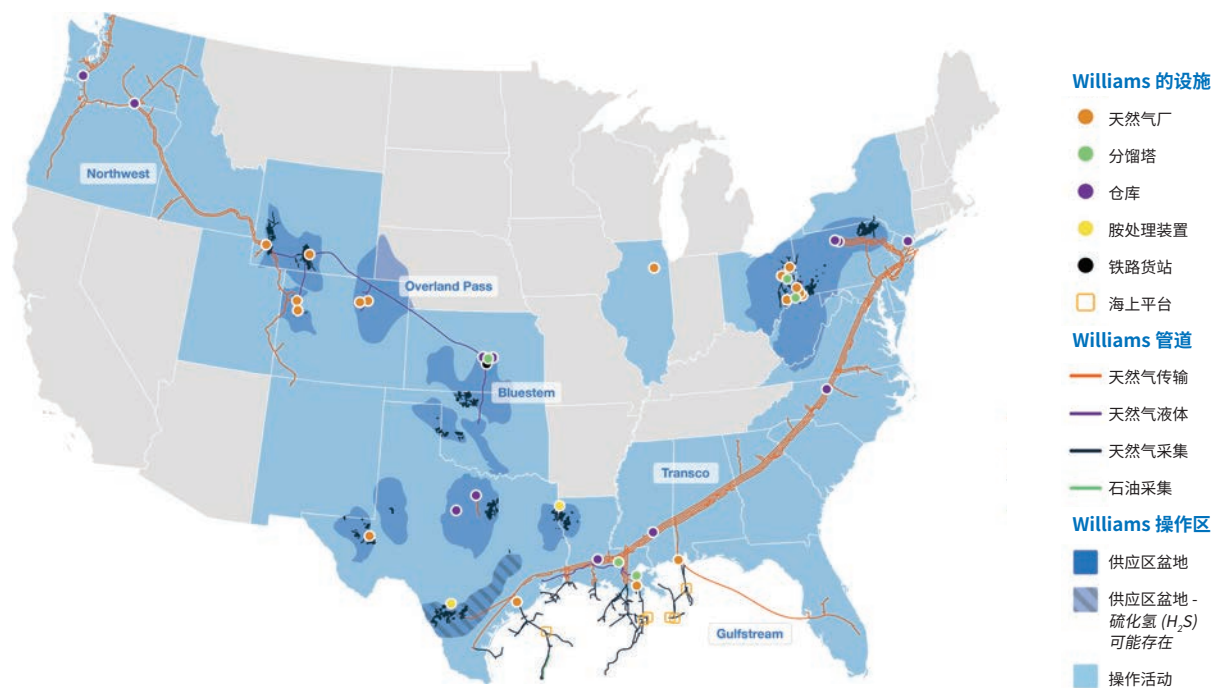 Northwest
Overland Pass
Bluestem
Transco
Gulfstream
Williams 的设施
天然气厂
分馏塔
仓库
胺处理装置
铁路货站
海上平台
Williams 管道
天然气传输
天然气液体
天然气采集
石油采集
Williams 操作区
供应区盆地
供应区盆地 -
硫化氢 (H₂S)
可能存在
操作活动